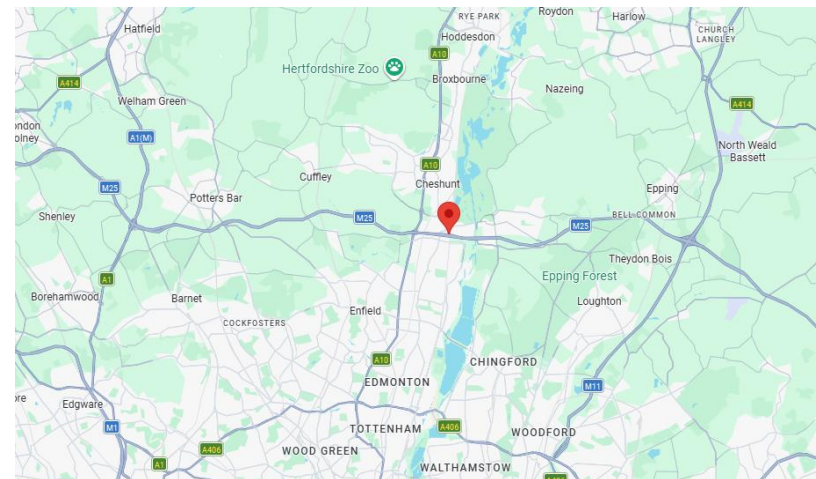 RYE PARK
Roydon
Harlow
Hatfield
Hoddesdon
CHURCH
LANGLEY
A10
Hertfordshire Zoo
Broxbourne
A414
Nazeing
Welham Green
A414
ondon
olney
A1(M)
North Weald
Bassett
A10
Cuffley
Cheshunt
M25
Epping
Potters Bar
Shenley
M25
BELL COMMON
M25
Theydon Bois
A1
Epping Forest
Borehamwood
Barnet
Loughton
Enfield
COCKFOSTERS
A10
CHINGFORD
EDMONTON
M11
Edgware
M1
TOTTENHAM
A406
WOODFORD
A406
WOOD GREEN
A1
WALTHAMSTOW